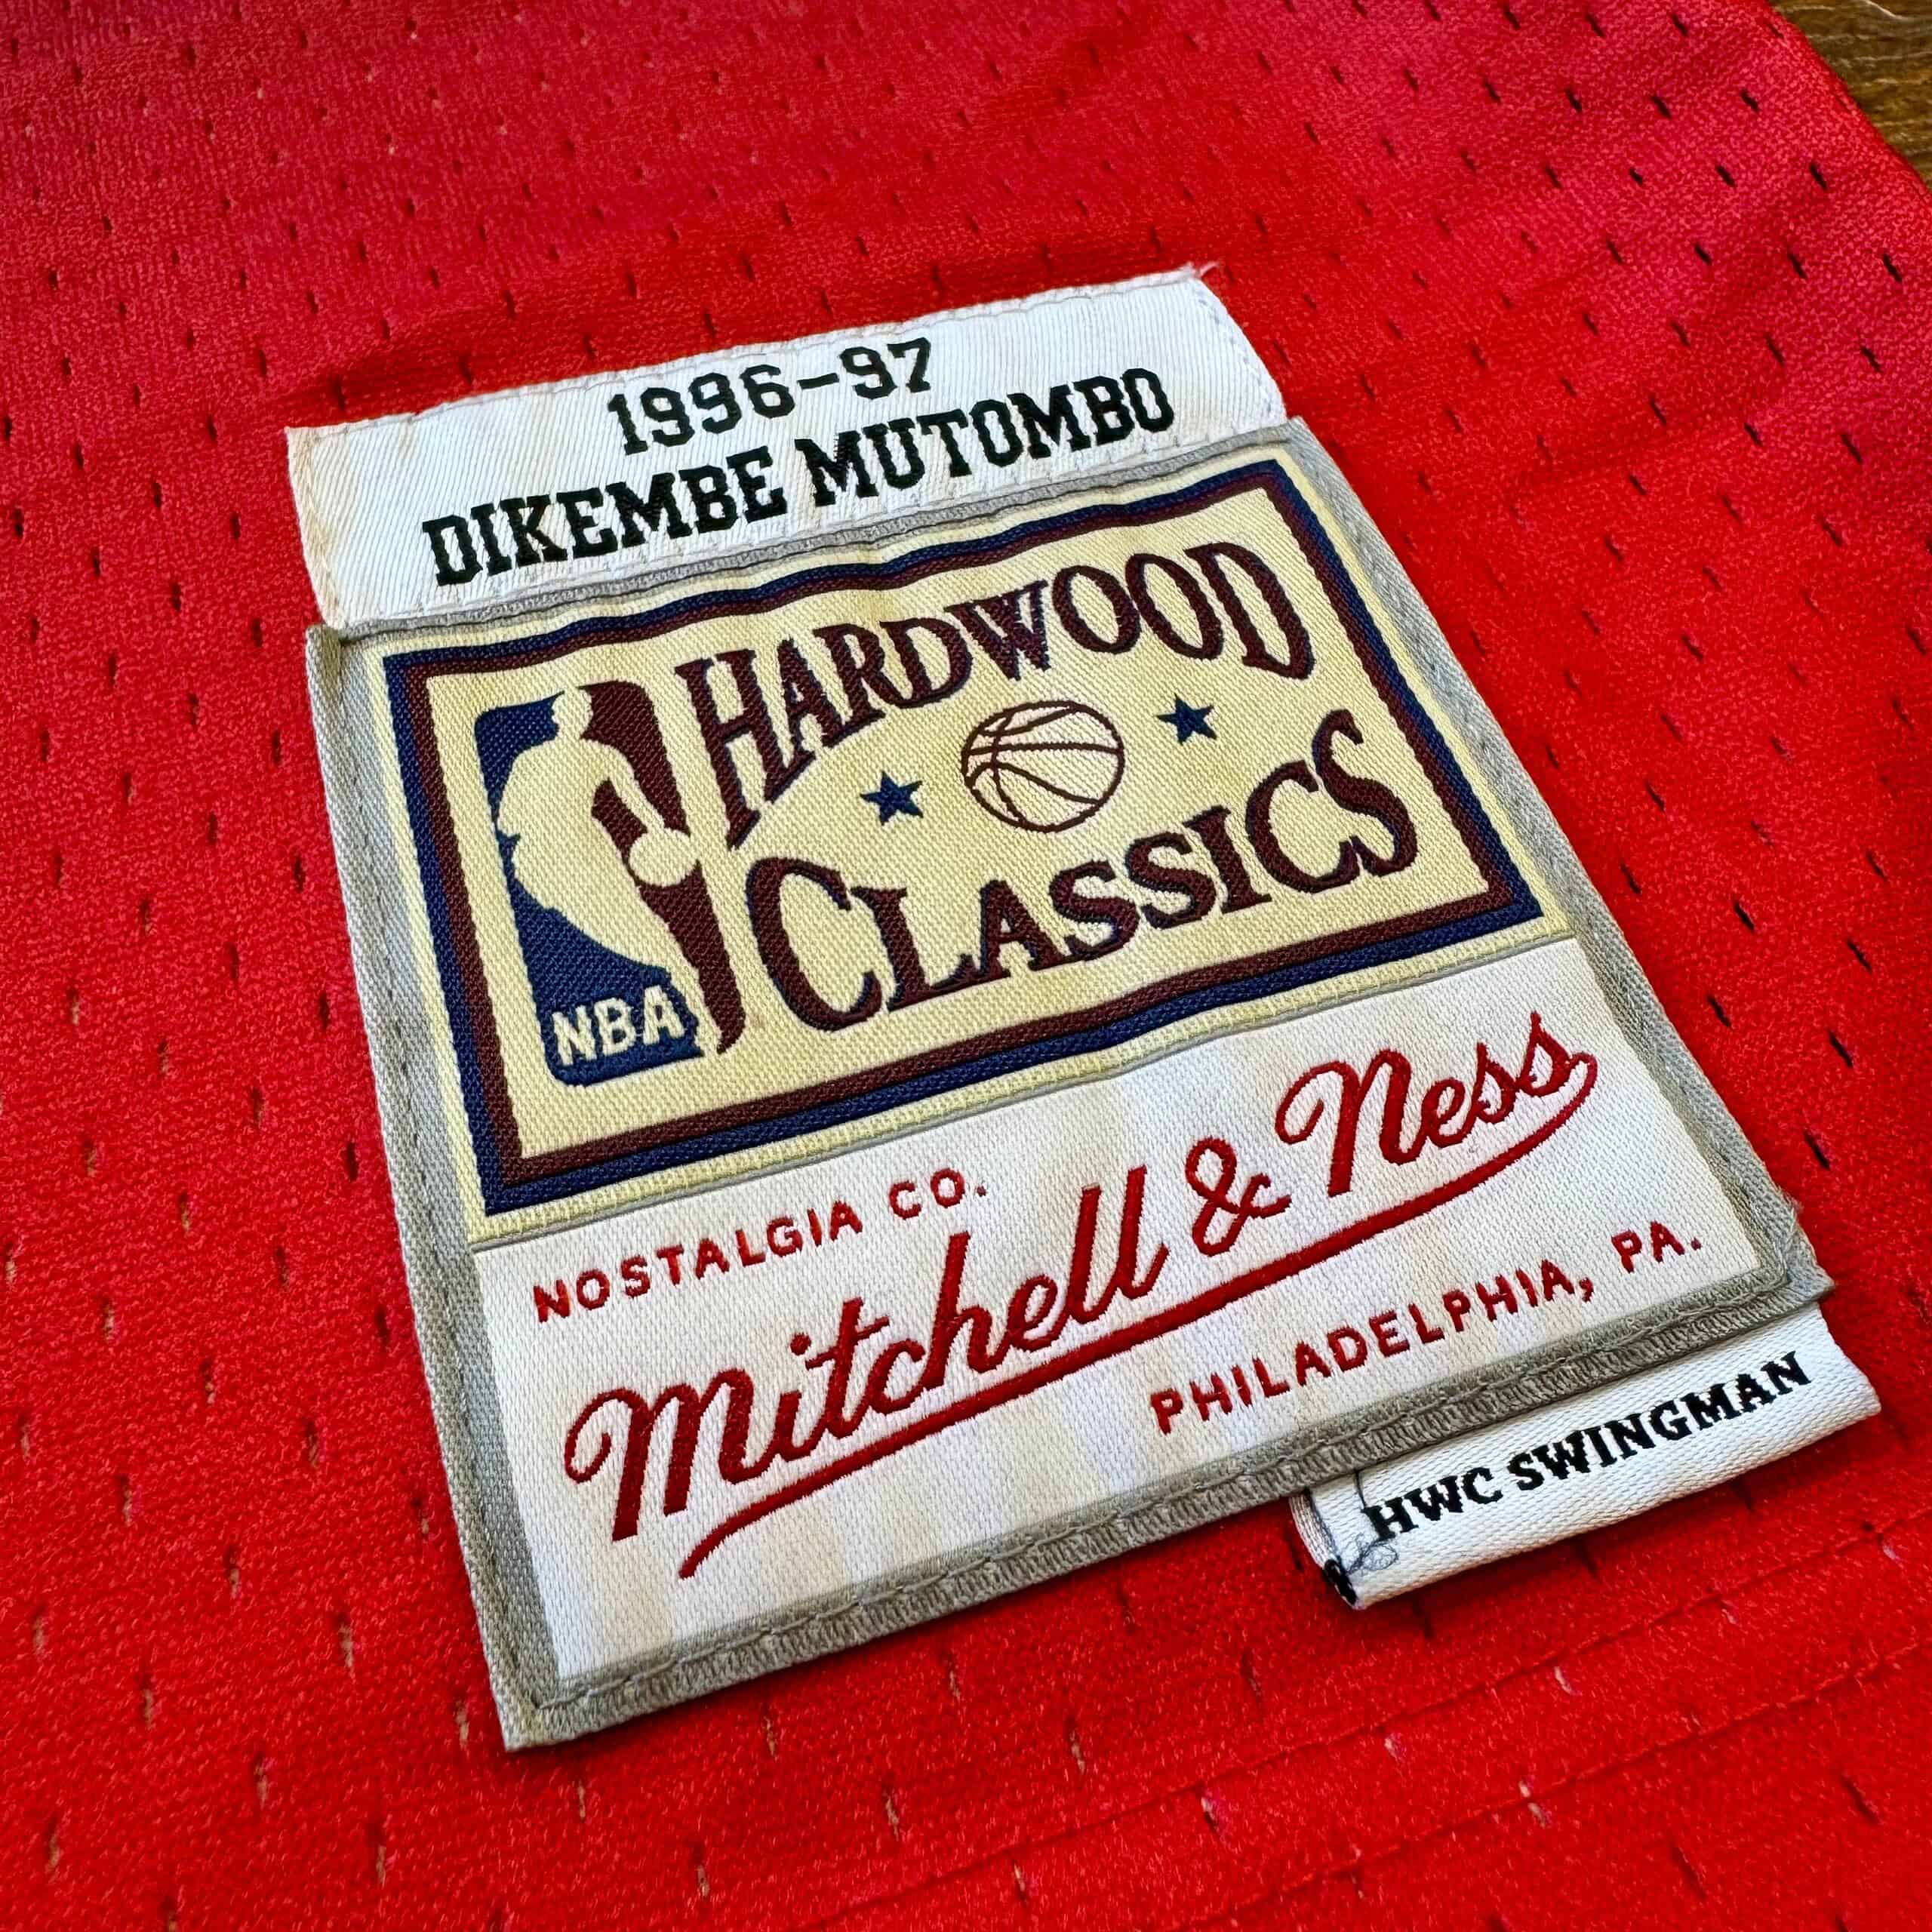 1996-97
DIKEMBE MUTOMBO
HARDWOOD
CLASSICS
NBA
NOSTALGIA CO.
Mitchell & Ness
PHILADELPHIA, PA.
HWC SWINGMAN